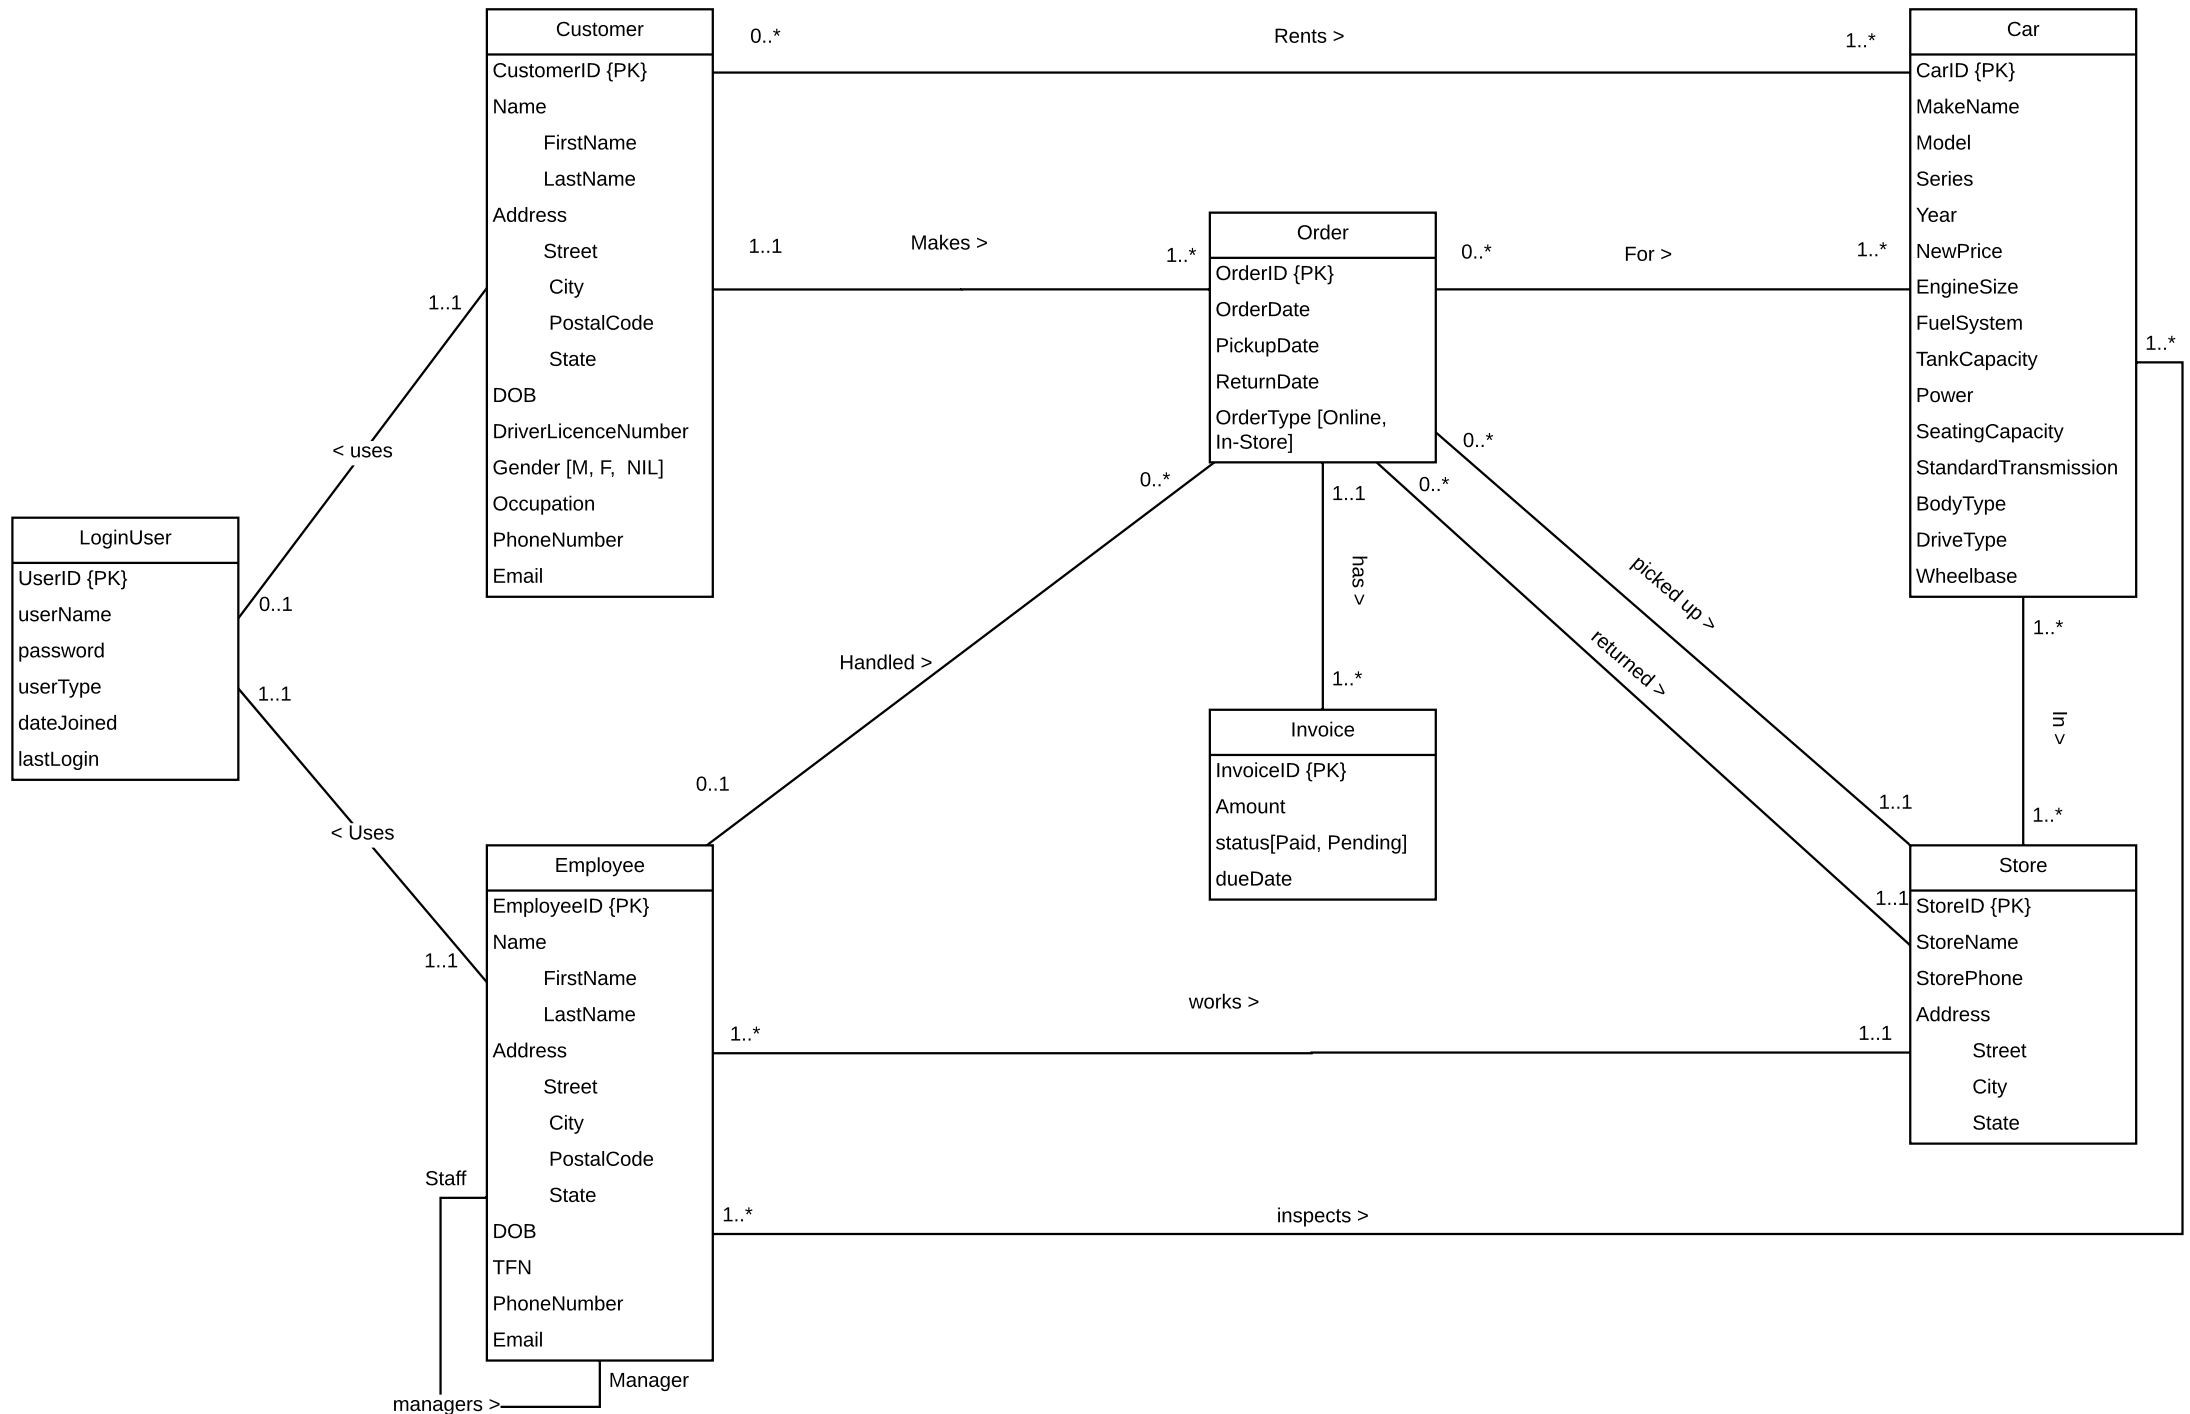 Customer
CustomerID {PK}
Name
FirstName
LastName
Address
Street
City
PostalCode
State
DOB
DriverLicenceNumber
Gender [M, F,  NIL]
Occupation
PhoneNumber
Email
0..*
Rents >
1..*
Car
CarID {PK}
MakeName
Model
Series
Year
NewPrice
EngineSize
FuelSystem
TankCapacity
Power
SeatingCapacity
StandardTransmission
BodyType
DriveType
Wheelbase
1..1
Makes >
1..*
Order
OrderID {PK}
OrderDate
PickupDate
ReturnDate
OrderType [Online,
In-Store]
0..*
For >
1..*
1..*
1..1
< uses
0..1
LoginUser
UserID {PK}
userName
password
userType
dateJoined
lastLogin
1..1
< Uses
1..1
0..*
Handled >
0..1
1..1
has >
1..*
0..*
picked up >
1..1
0..*
returned >
1..1
1..*
In >
1..*
Invoice
InvoiceID {PK}
Amount
status[Paid, Pending]
dueDate
Employee
EmployeeID {PK}
Name
FirstName
LastName
Address
Street
City
PostalCode
State
DOB
TFN
PhoneNumber
Email
Store
StoreID {PK}
StoreName
StorePhone
Address
Street
City
State
works >
1..*
1..1
Staff
1..*
inspects >
Manager
managers >